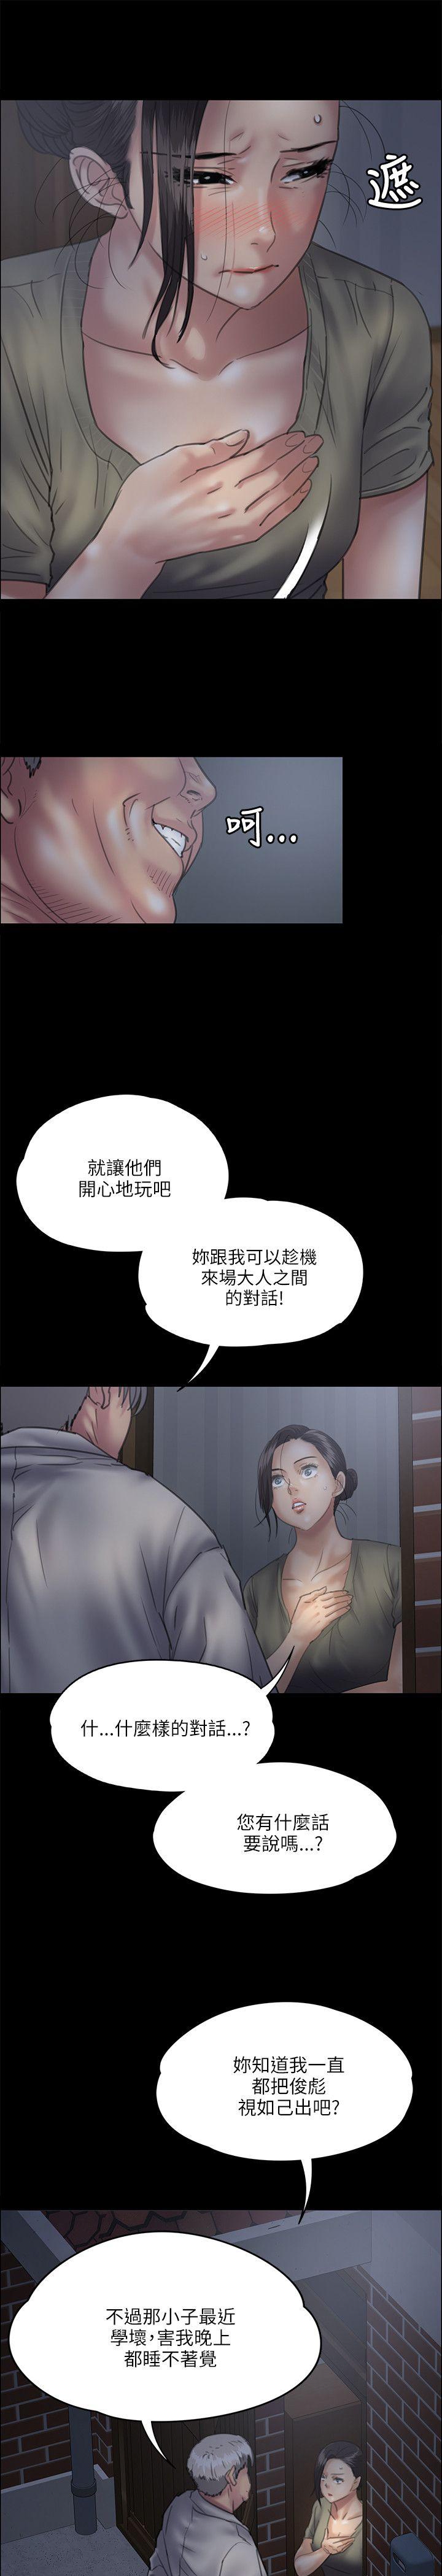 遮
呵...
就讓他們
開心地玩吧
妳跟我可以趁機
來場大人之間
的對話!
什...什麼樣的對話...?
您有什麼話
要說嗎...?
妳知道我一直
都把俊彪
視如己出吧?
不過那小子最近
學壞,害我晚上
都睡不著覺